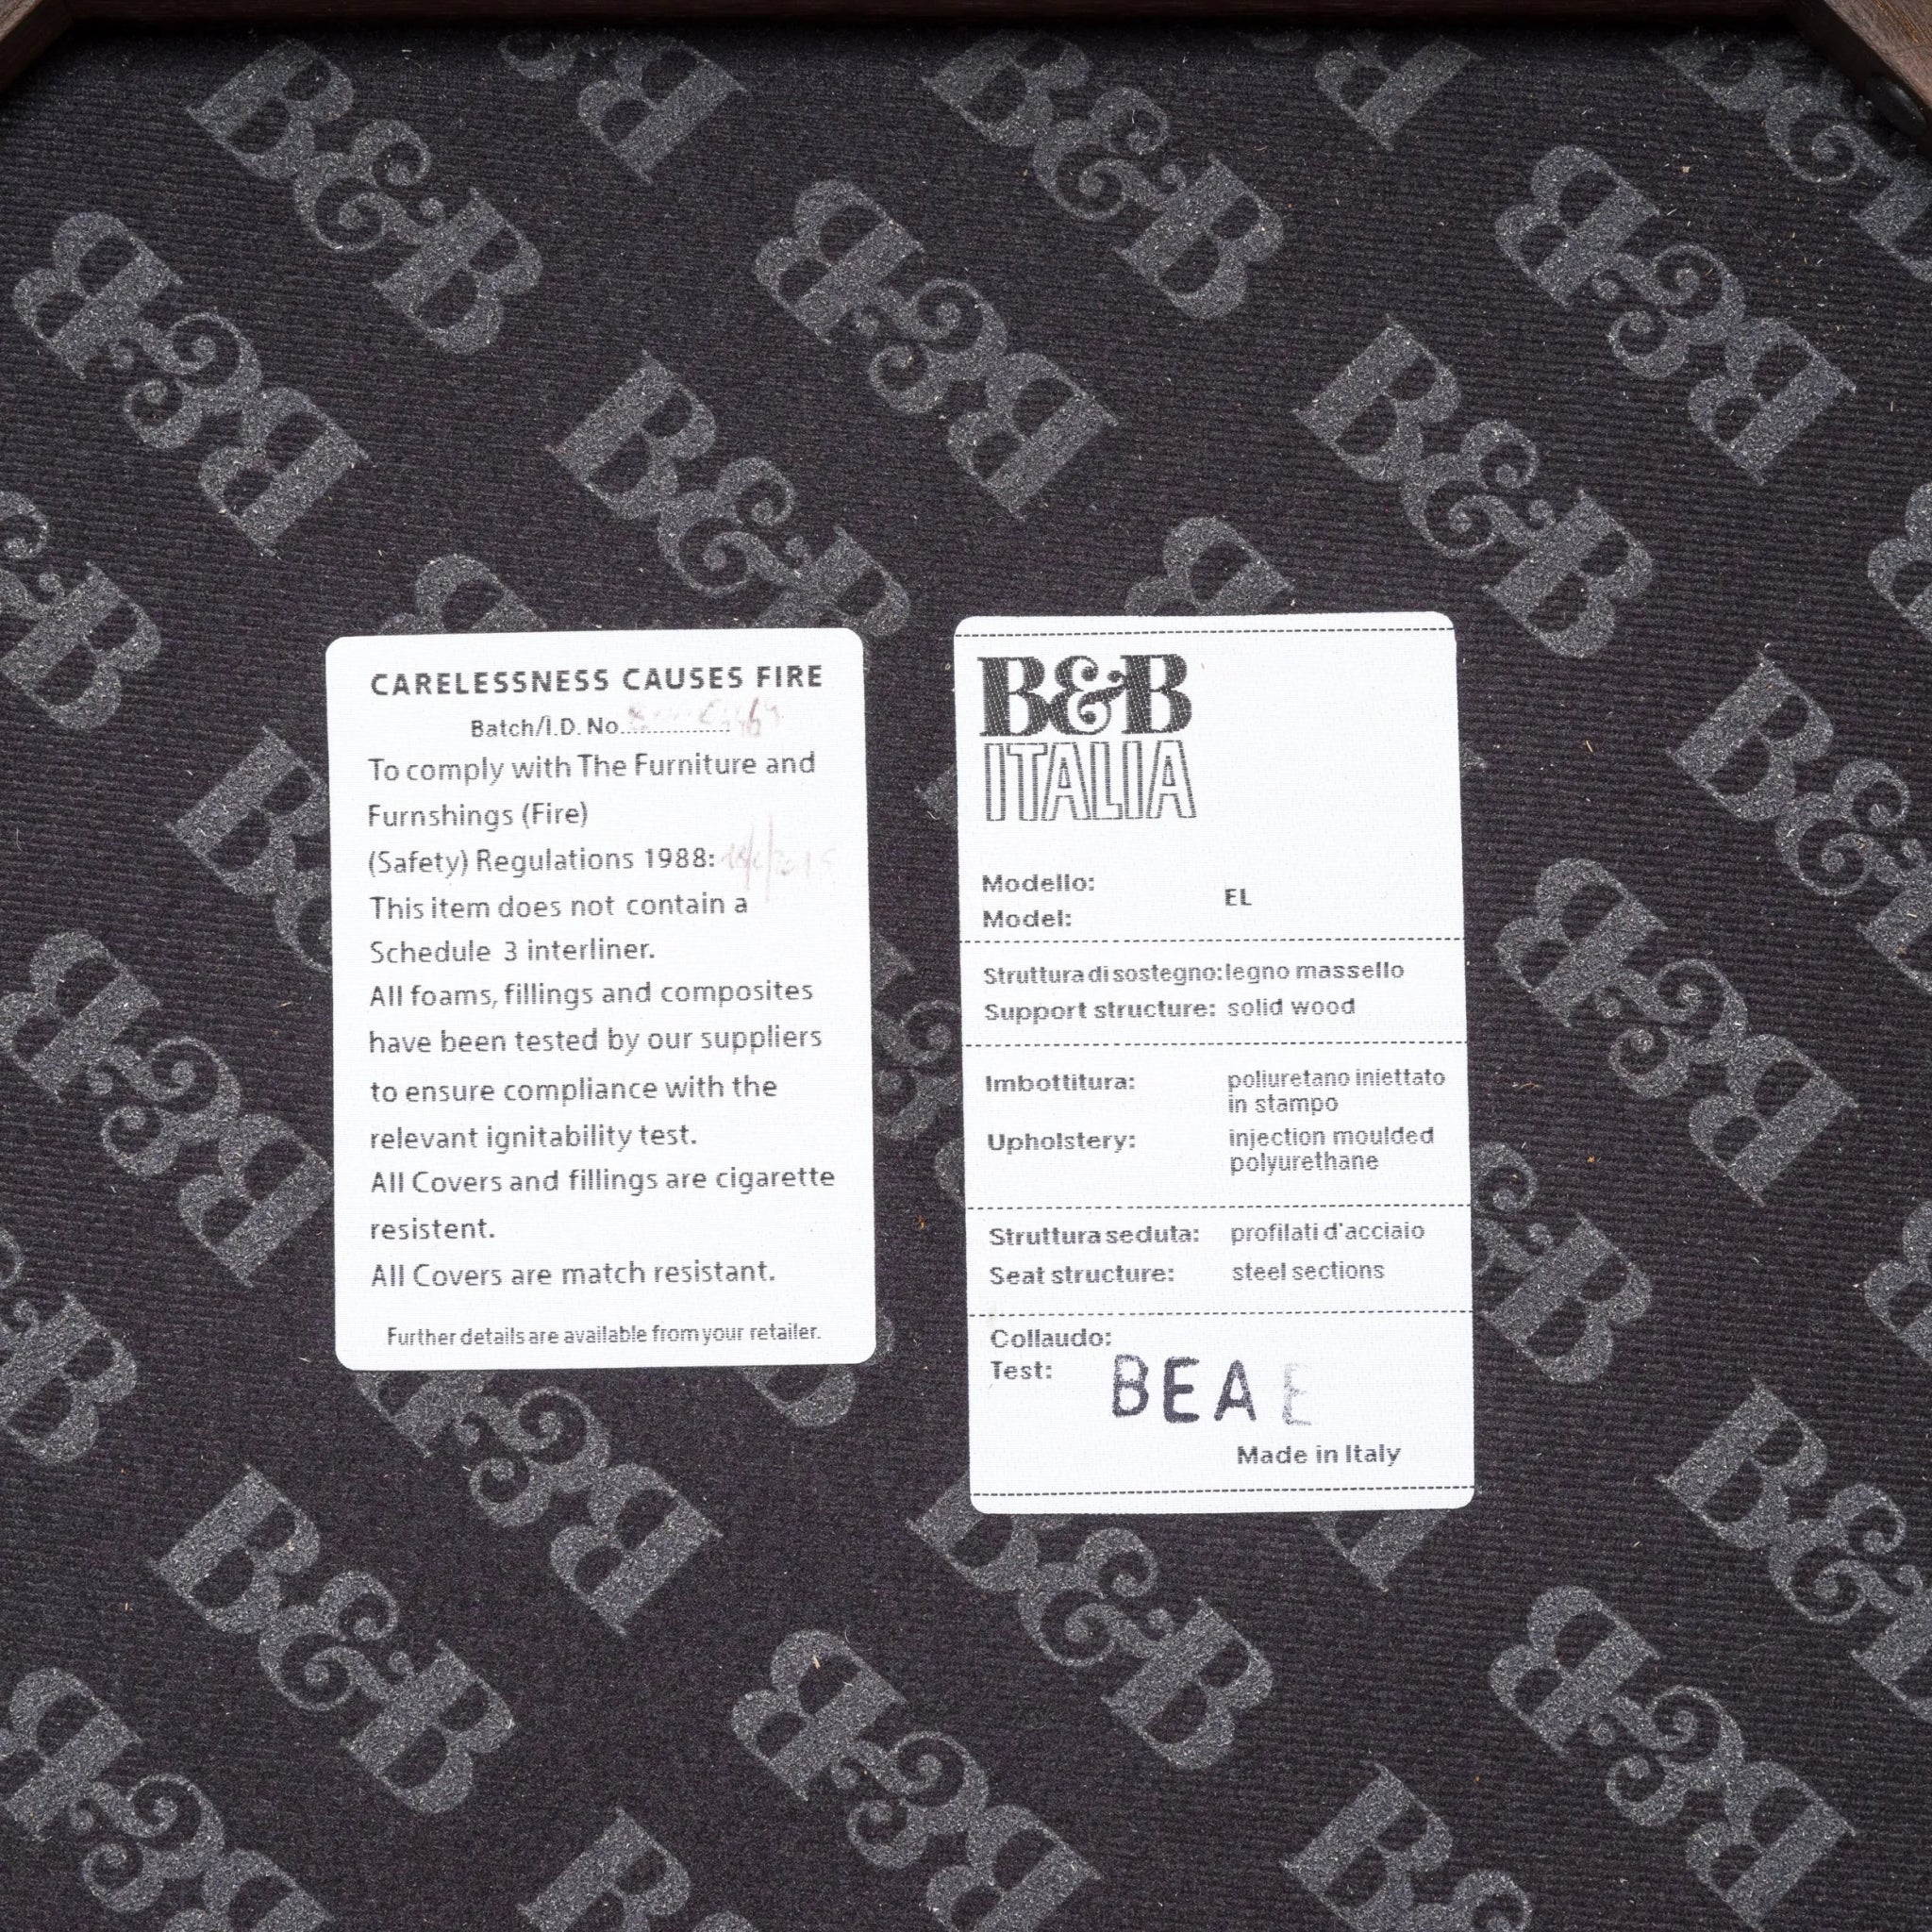 CARELESSNESS CAUSES FIRE
Batch/I.D. No.................
To comply with The Furniture and
Furnshings (Fire)
(Safety) Regulations 1988:
This item does not contain a
Schedule 3 interliner.
All foams, fillings and composites
have been tested by our suppliers
to ensure compliance with the
relevant ignitability test.
All Covers and fillings are cigarette
resistent.
All Covers are match resistant.
Further details are available from your retailer.
B&B
ITALIA
Modello:
Model: EL
Struttura di sostegno: legno massello
Support structure: solid wood
Imbottitura: poliuretano iniettato
in stampo
Upholstery: injection moulded
polyurethane
Struttura seduta: profilati d'acciaio
Seat structure: steel sections
Collaudo:
Test: BEA E
Made in Italy